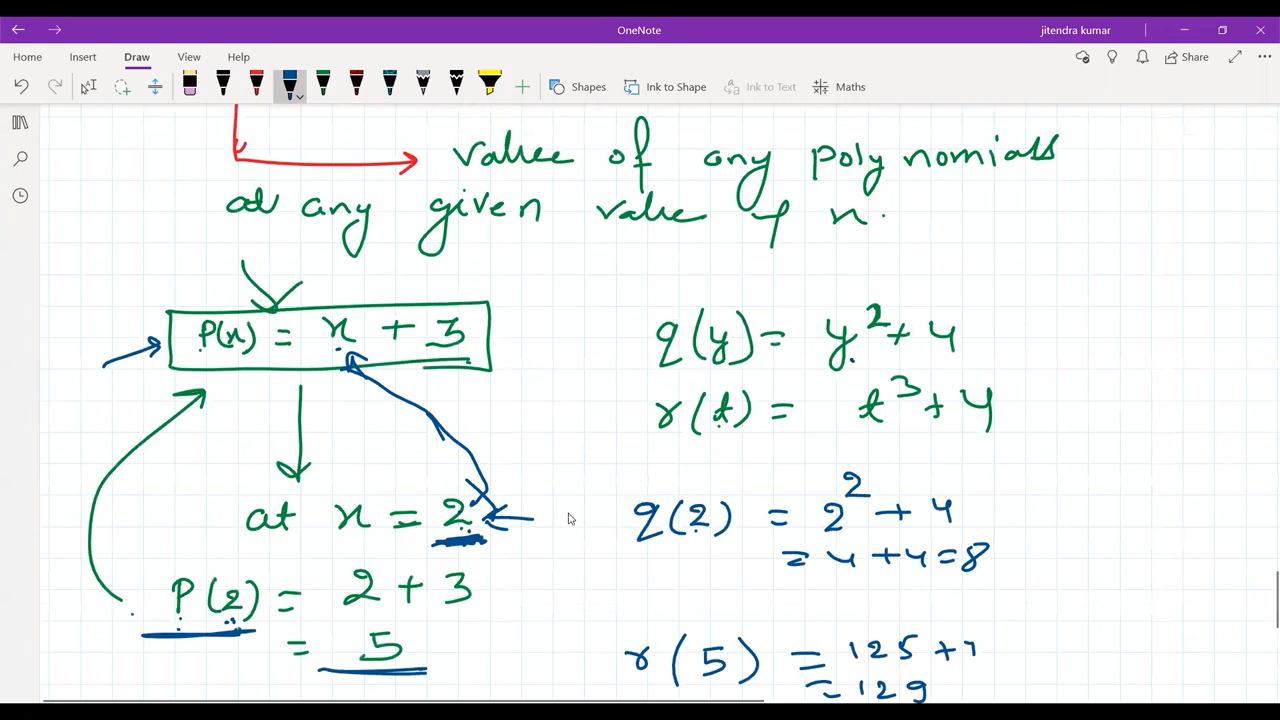 OneNote
jitendra kumar
Home Insert Draw View Help
Share
Shapes Ink to Shape Ink to Text Maths
value of any polynomials
at any given value of x.
P(x) = x + 3
at x = 2
P(2) = 2 + 3
= 5
q(y) = y² + 4
r(t) = t³ + 4
q(2) = 2² + 4
= 4 + 4 = 8
r(5) = 125 + 4
= 129